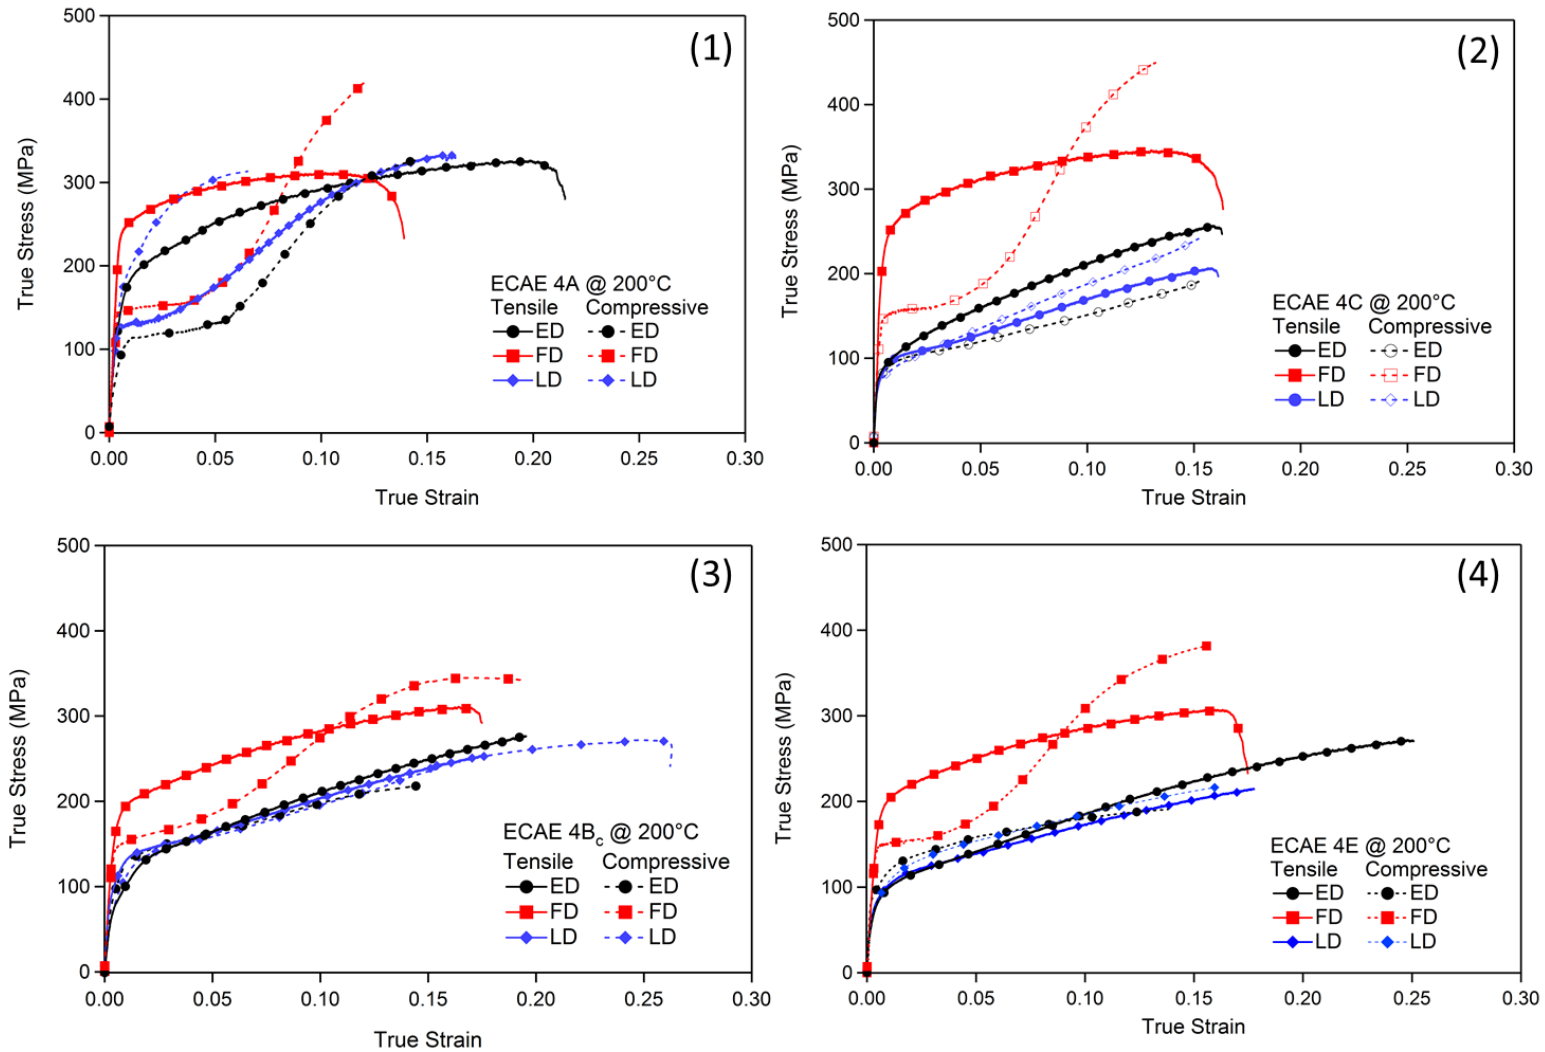 (1)
500
400
300
200
100
0
True Stress (MPa)
ECAE 4A @ 200°C
Tensile Compressive
ED ED
FD FD
LD LD
0.00 0.05 0.10 0.15 0.20 0.25 0.30
True Strain
(2)
500
400
300
200
100
0
True Stress (MPa)
ECAE 4C @ 200°C
Tensile Compressive
ED ED
FD FD
LD LD
0.00 0.05 0.10 0.15 0.20 0.25 0.30
True Strain
(3)
500
400
300
200
100
0
True Stress (MPa)
ECAE 4Bc @ 200°C
Tensile Compressive
ED ED
FD FD
LD LD
0.00 0.05 0.10 0.15 0.20 0.25 0.30
True Strain
(4)
500
400
300
200
100
0
True Stress (MPa)
ECAE 4E @ 200°C
Tensile Compressive
ED ED
FD FD
LD LD
0.00 0.05 0.10 0.15 0.20 0.25 0.30
True Strain